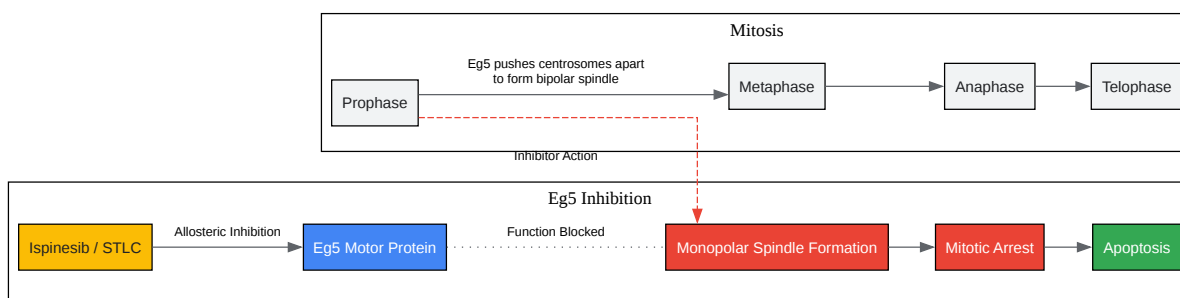 Mitosis
Eg5 pushes centrosomes apart
to form bipolar spindle
Prophase
Metaphase
Anaphase
Telophase
Inhibitor Action
Eg5 Inhibition
Ispinesib / STLC
Allosteric Inhibition
Eg5 Motor Protein
Function Blocked
Monopolar Spindle Formation
Mitotic Arrest
Apoptosis